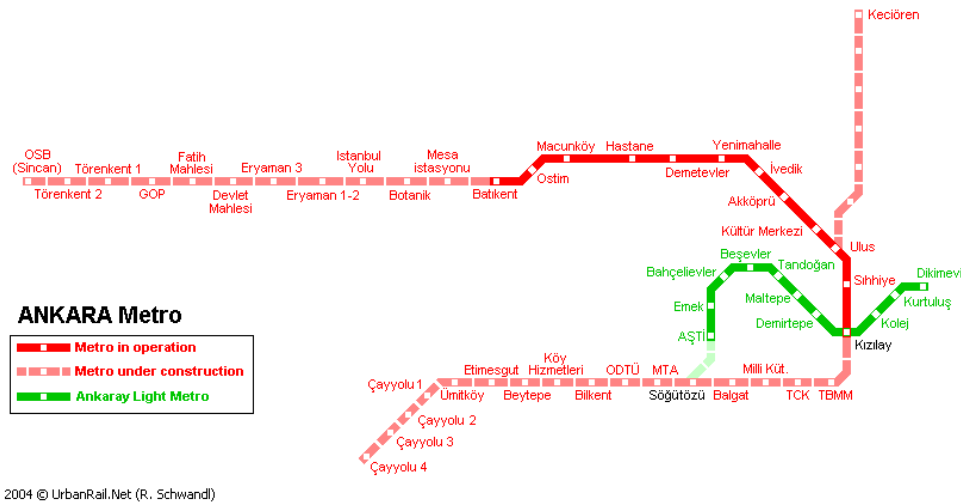 Keciören
OSB
(Sincan)
Törenkent 1
Fatih
Mahlesi
Eryaman 3
Istanbul
Yolu
Mesa
istasyonu
Macunköy
Hastane
Yenimahalle
Törenkent 2
GOP
Devlet
Mahlesi
Eryaman 1-2
Botanik
Batıkent
Ostim
Demetevler
İvedik
Akköprü
Kültür Merkezi
Ulus
Beşevler
Tandoğan
Bahçelievler
Sıhhiye
Dikimevi
Emek
Maltepe
Kurtuluş
AŞTİ
Demirtepe
Kolej
Kızılay
ANKARA Metro
Metro in operation
Metro under construction
Ankaray Light Metro
Çayyolu 1
Etimesgut
Köy
Hizmetleri
ODTÜ
MTA
Milli Küt.
Ümitköy
Beytepe
Bilkent
Söğütözü
Balgat
TCK
TBMM
Çayyolu 2
Çayyolu 3
Çayyolu 4
2004 © UrbanRail.Net (R. Schwandl)